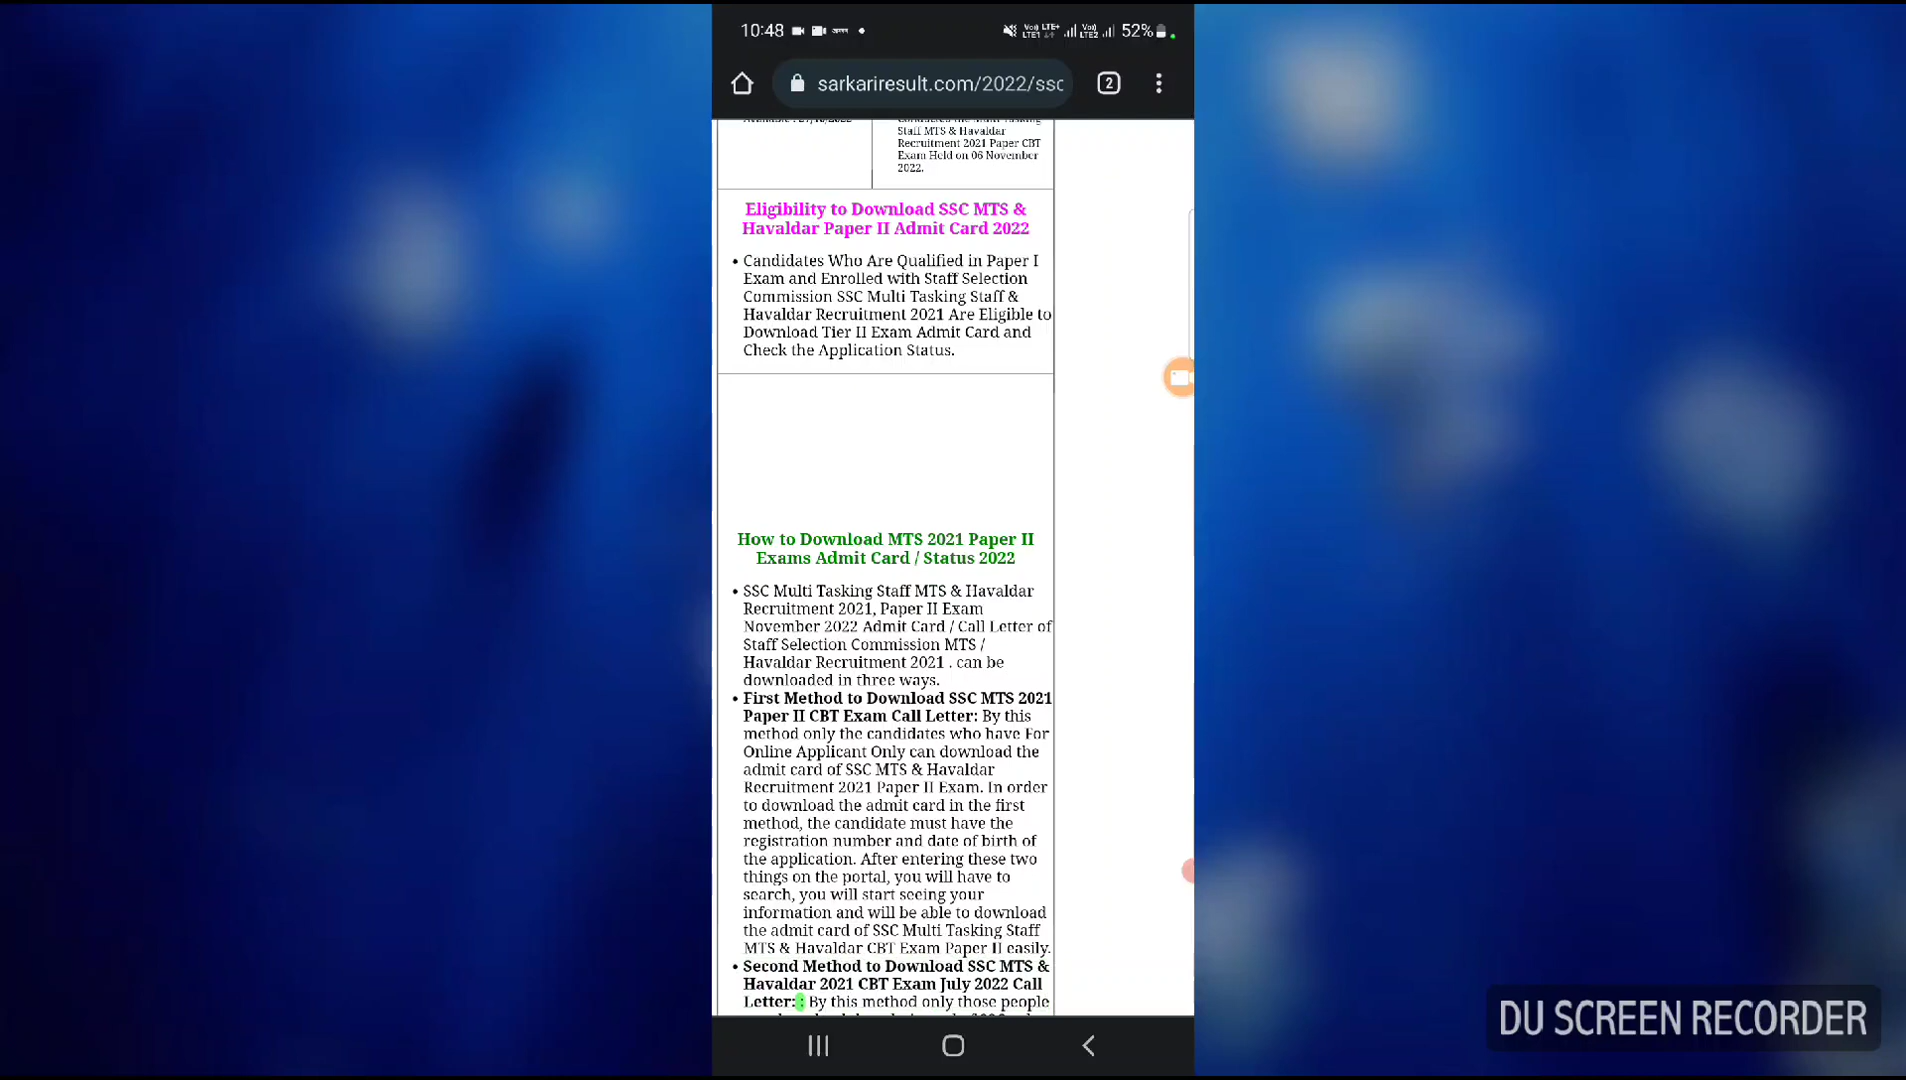 10:48
Vo) LTE+ Vo) 52%
LTE1 LTE2
sarkariresult.com/2022/ssc
2
Staff MTS & Havaldar
Recruitment 2021 Paper CBT
Exam Held on 06 November
2022.
Eligibility to Download SSC MTS &
Havaldar Paper II Admit Card 2022
• Candidates Who Are Qualified in Paper I
Exam and Enrolled with Staff Selection
Commission SSC Multi Tasking Staff &
Havaldar Recruitment 2021 Are Eligible to
Download Tier II Exam Admit Card and
Check the Application Status.
How to Download MTS 2021 Paper II
Exams Admit Card / Status 2022
• SSC Multi Tasking Staff MTS & Havaldar
Recruitment 2021, Paper II Exam
November 2022 Admit Card / Call Letter of
Staff Selection Commission MTS /
Havaldar Recruitment 2021 . can be
downloaded in three ways.
• First Method to Download SSC MTS 2021
Paper II CBT Exam Call Letter: By this
method only the candidates who have For
Online Applicant Only can download the
admit card of SSC MTS & Havaldar
Recruitment 2021 Paper II Exam. In order
to download the admit card in the first
method, the candidate must have the
registration number and date of birth of
the application. After entering these two
things on the portal, you will have to
search, you will start seeing your
information and will be able to download
the admit card of SSC Multi Tasking Staff
MTS & Havaldar CBT Exam Paper II easily.
• Second Method to Download SSC MTS &
Havaldar 2021 CBT Exam July 2022 Call
Letter: : By this method only those people
DU SCREEN RECORDER